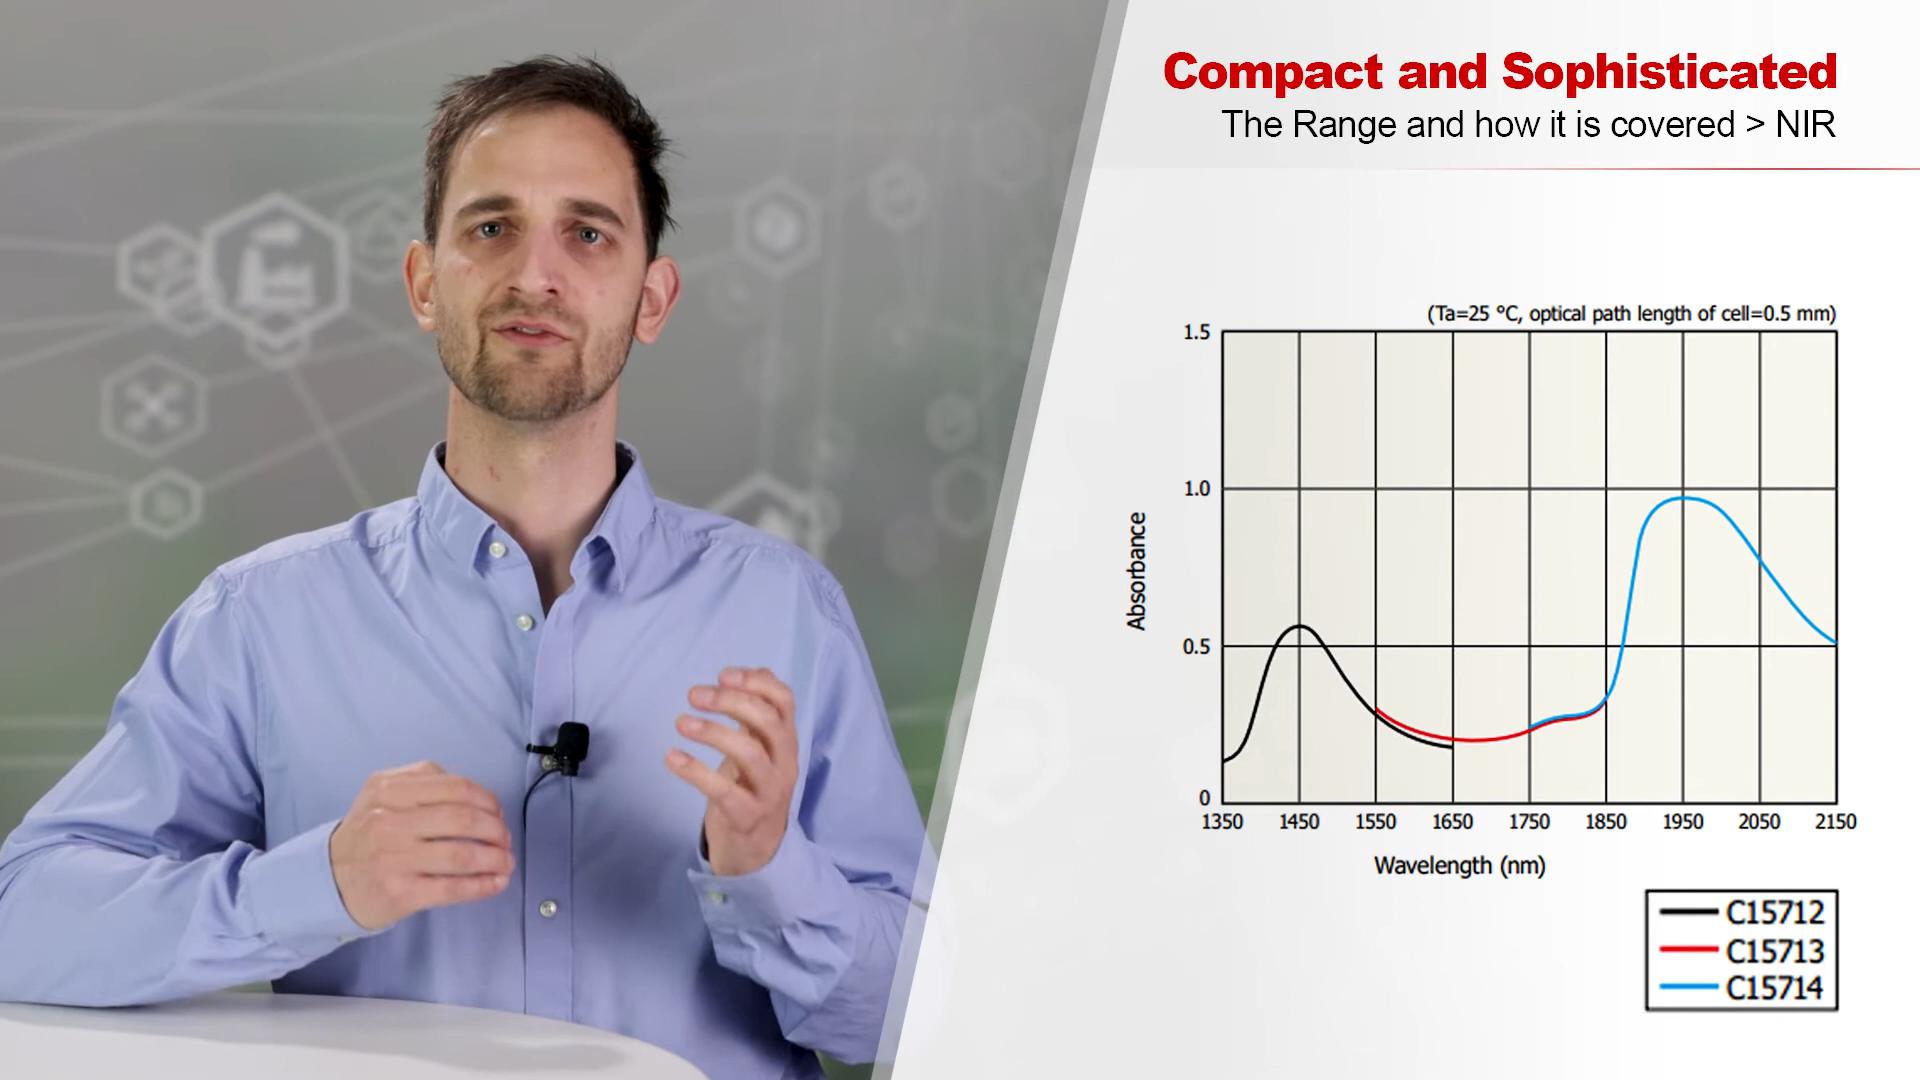 Compact and Sophisticated
The Range and how it is covered > NIR
(Ta=25 °C, optical path length of cell=0.5 mm)
1.5
1.0
0.5
0
Absorbance
1350 1450 1550 1650 1750 1850 1950 2050 2150
Wavelength (nm)
C15712
C15713
C15714